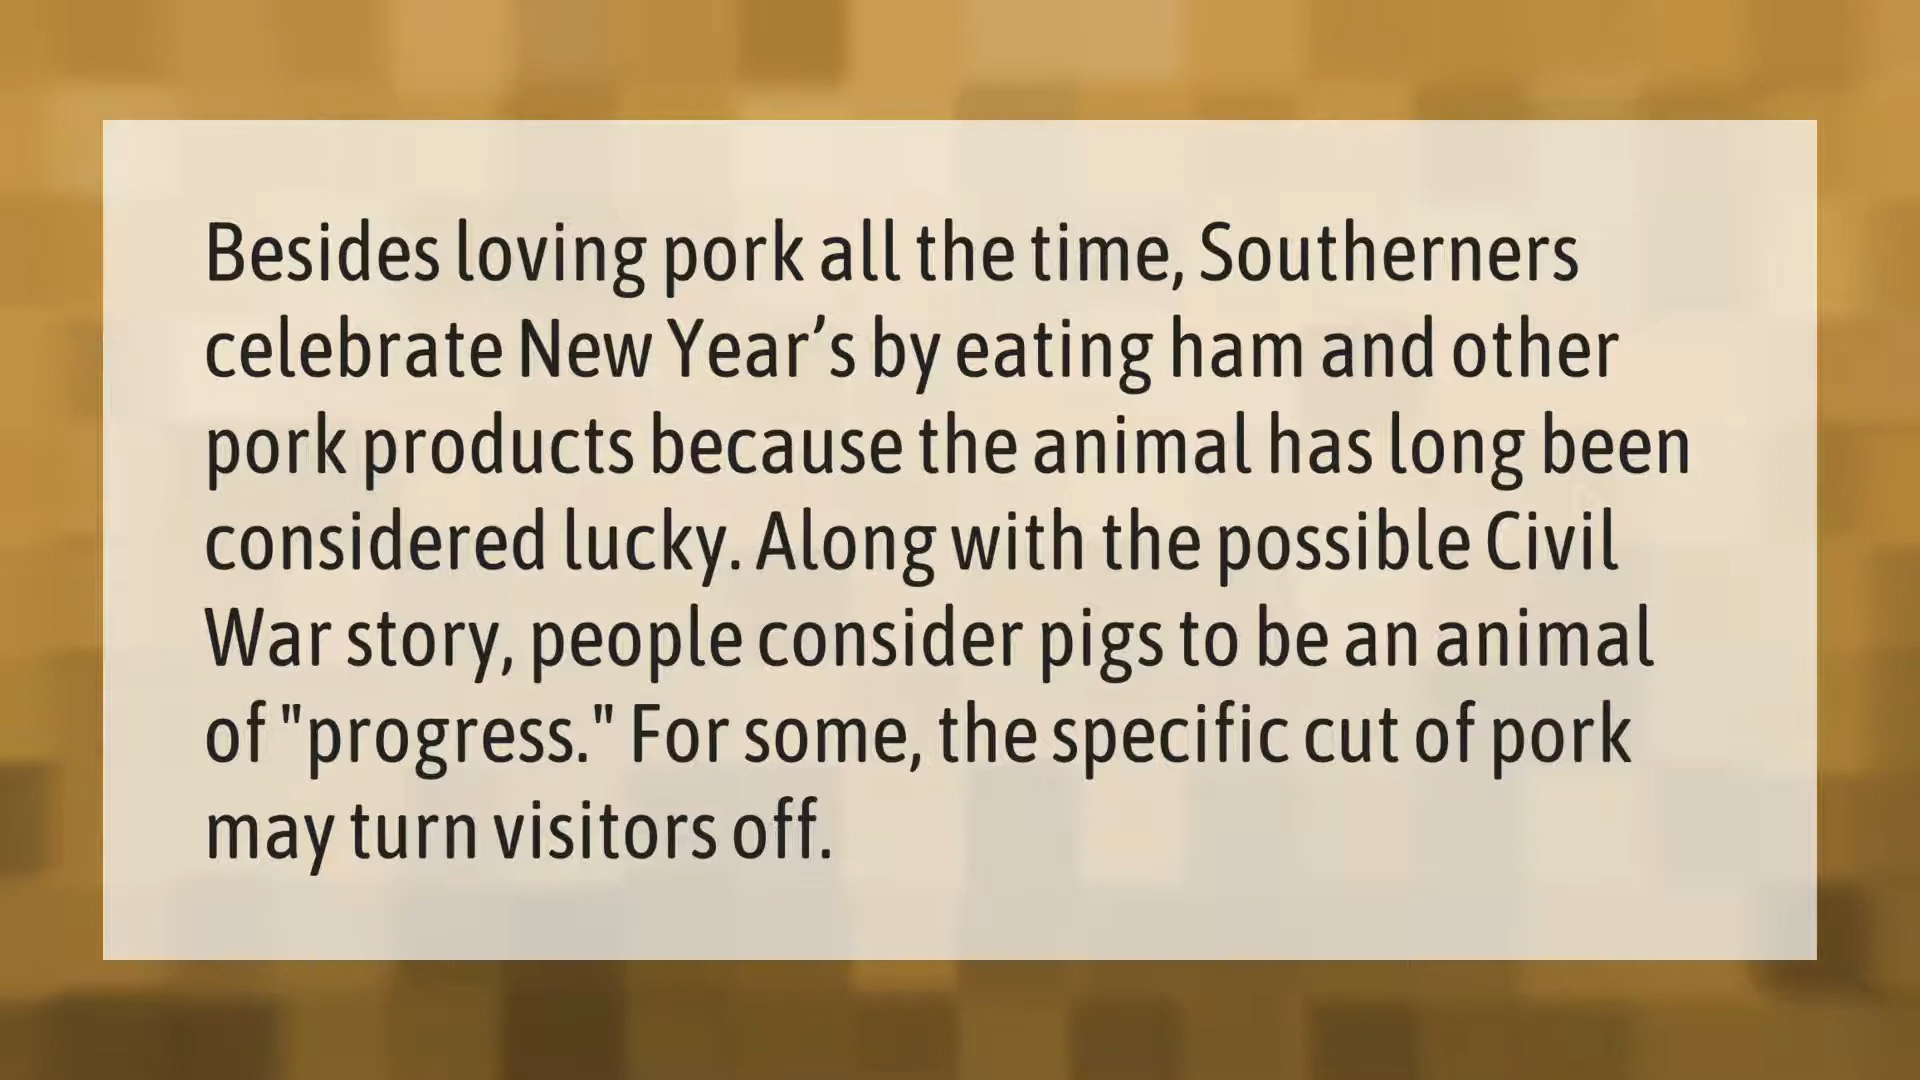 Besides loving pork all the time, Southerners
celebrate New Year’s by eating ham and other
pork products because the animal has long been
considered lucky. Along with the possible Civil
War story, people consider pigs to be an animal
of "progress." For some, the specific cut of pork
may turn visitors off.